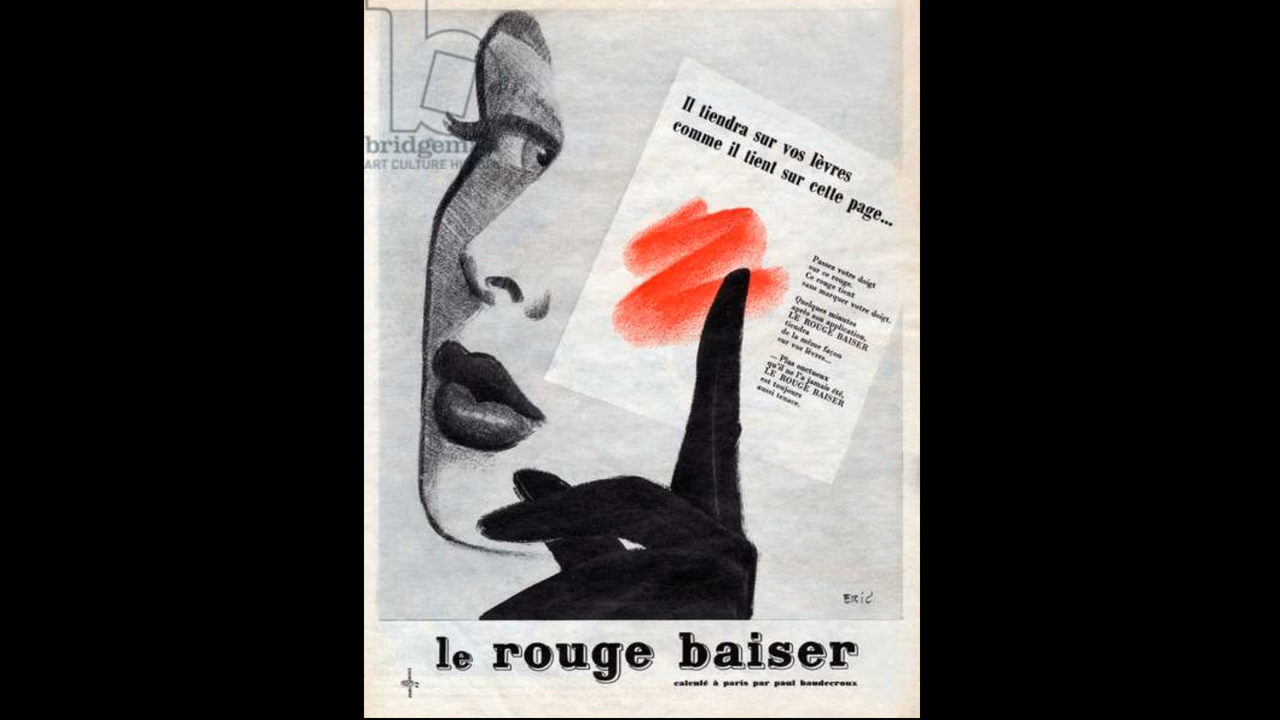 bridgem
ART CULTURE HI
Il tiendra sur vos lèvres
comme il tient sur cette page...
Passez votre doigt
sur ce rouge.
Ce rouge tient
sans marquer votre doigt.
Quelques minutes
après son application,
LE ROUGE BAISER
tiendra
de la même façon
sur vos lèvres...
— Plus onctueux
qu'il ne l'a jamais été,
LE ROUGE BAISER
est toujours
aussi tenace.
ERIC
le rouge baiser
calculé à paris par paul baudecroux